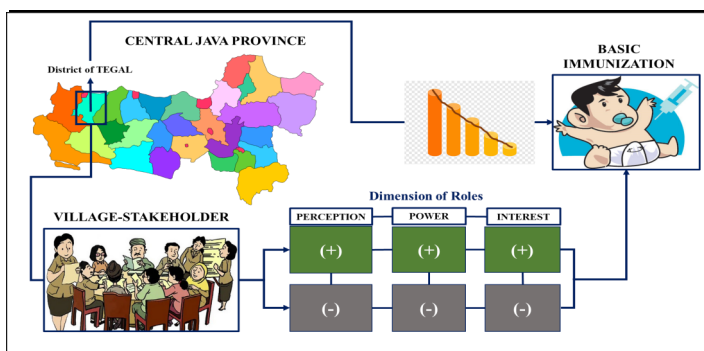 CENTRAL JAVA PROVINCE
District of TEGAL
BASIC
IMMUNIZATION
VILLAGE-STAKEHOLDER
Dimension of Roles
PERCEPTION POWER INTEREST
(+) (+) (+)
(-) (-) (-)